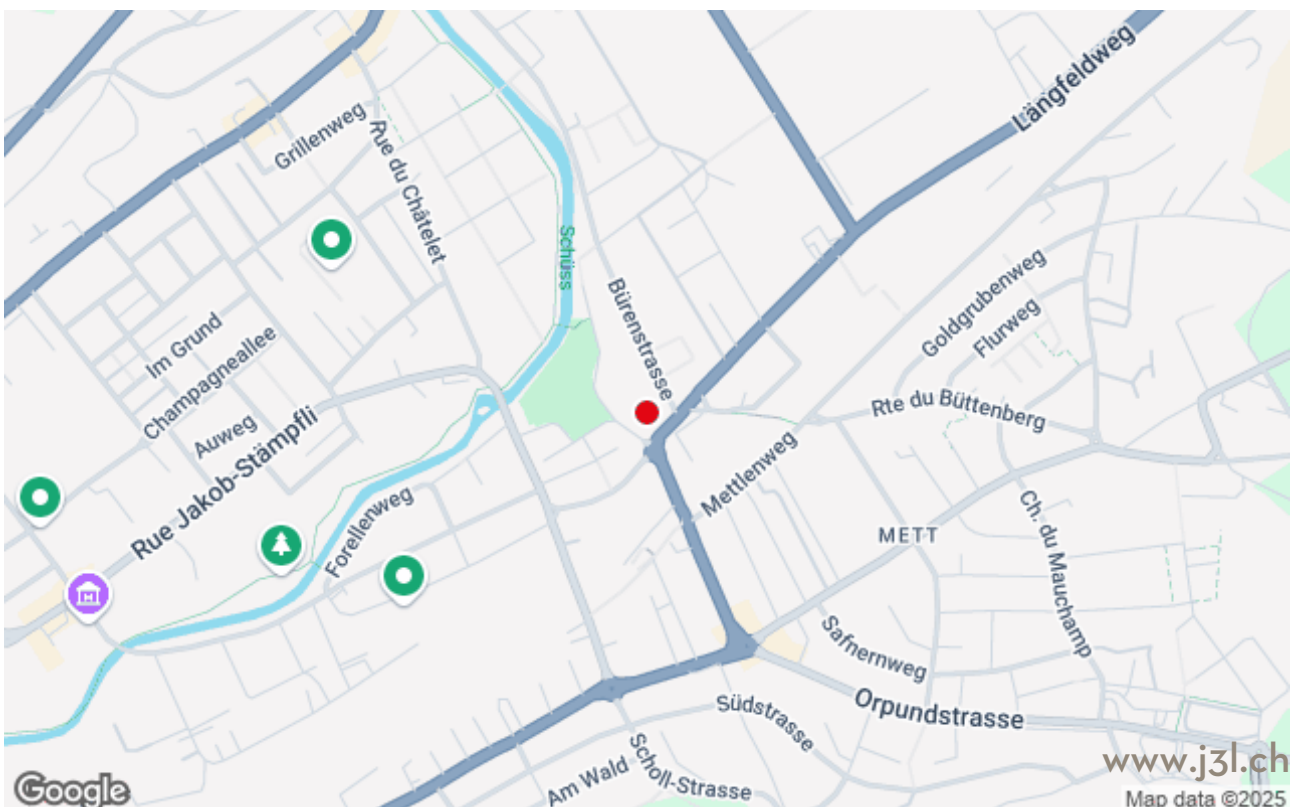 Längfeldweg
Grillenweg
Rue du Châtelet
Schüss
Bürenstrasse
Goldgrubenweg
Flurweg
Im Grund
Champagneallee
Auweg
Rue Jakob-Stämpfli
Rte du Büttenberg
Mettlenweg
Forellenweg
METT
Ch. du Mauchamp
Safnernweg
Orpundstrasse
Südstrasse
Scholl-Strasse
Am Wald
www.j3l.ch
Google
Map data ©2025